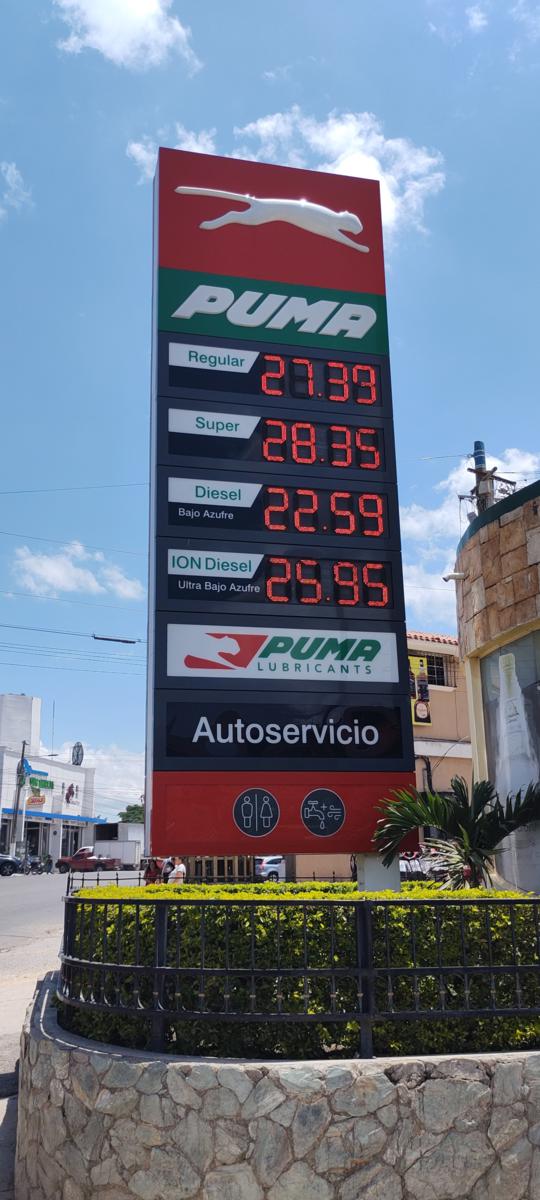 PUMA
Regular 27.39
Super 28.35
Diesel 22.59
Bajo Azufre
ION Diesel 25.95
Ultra Bajo Azufre
PUMA
LUBRICANTS
Autoservicio